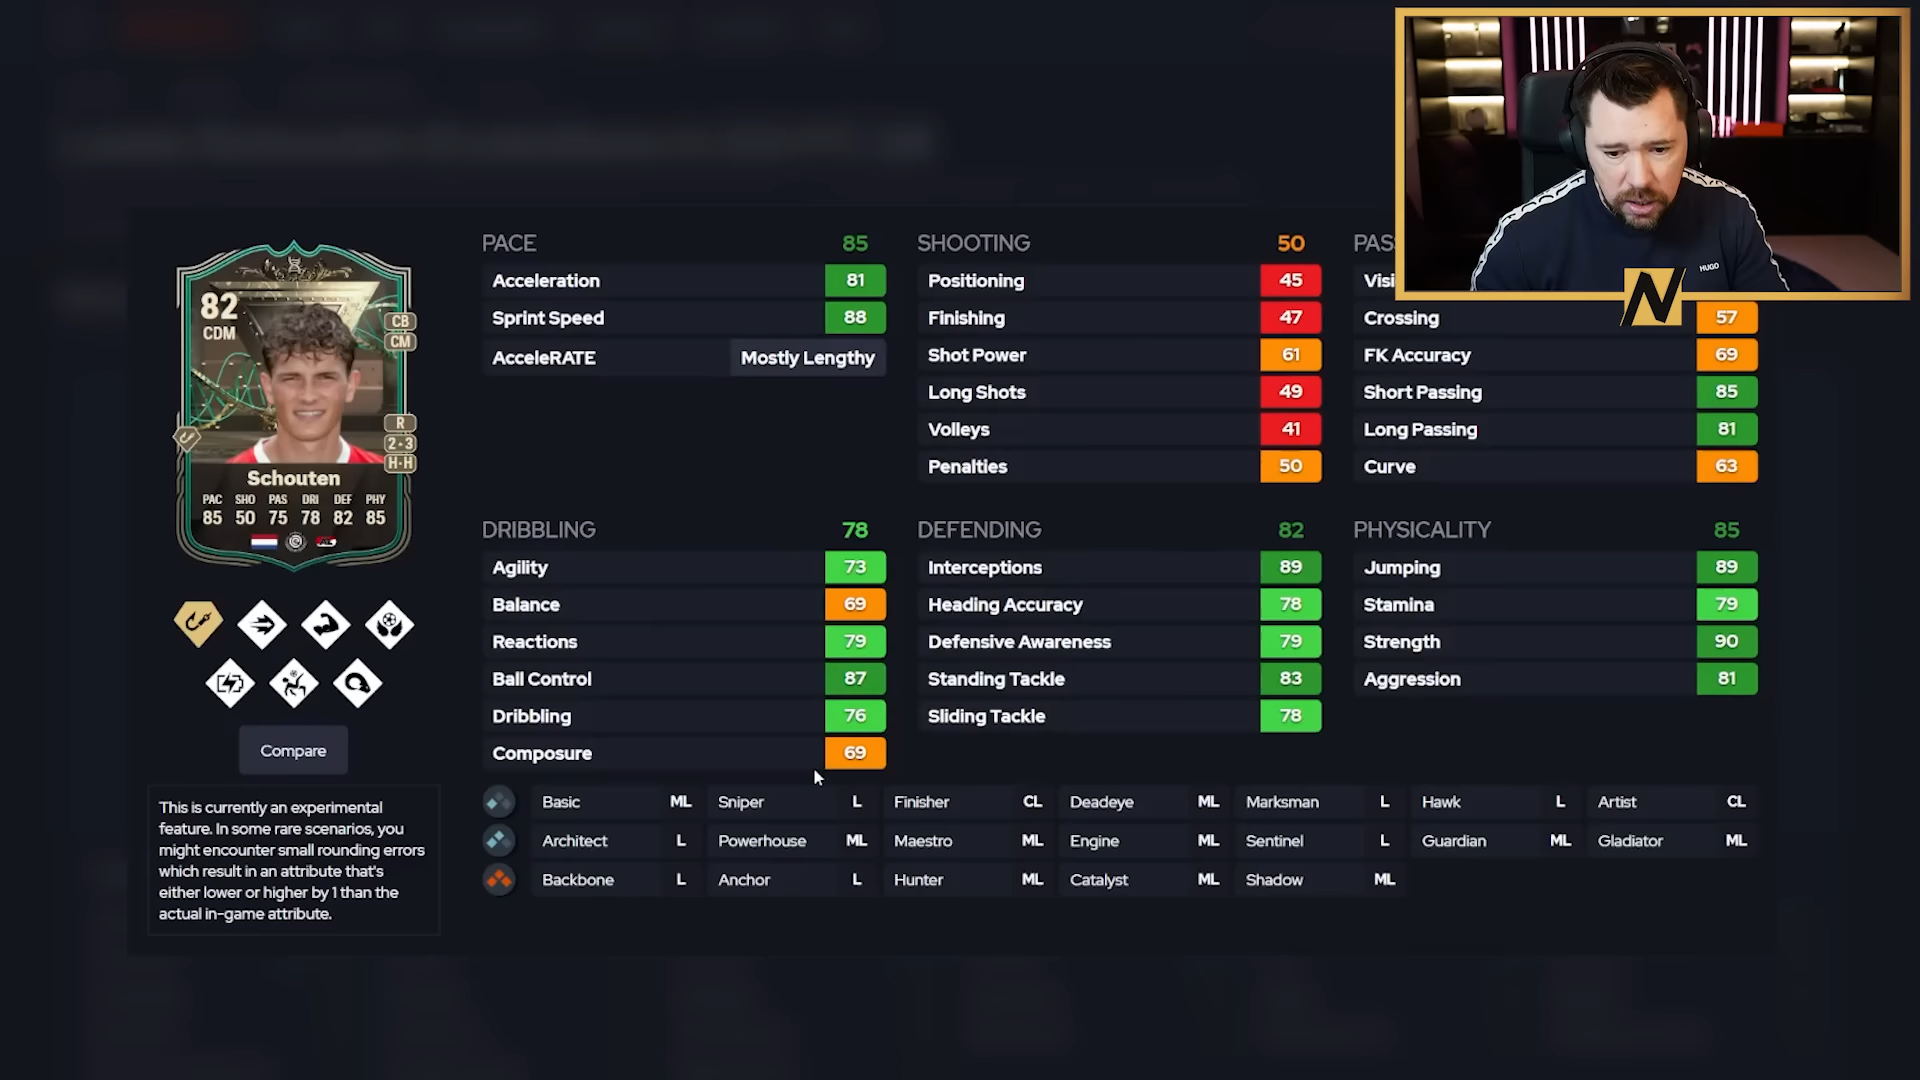 HUGO
N
82
CDM
CB
CM
R
2•3
H-H
Schouten
PAC SHO PAS DRI DEF PHY
85 50 75 78 82 85
Compare
This is currently an experimental
feature. In some rare scenarios, you
might encounter small rounding errors
which result in an attribute that's
either lower or higher by 1 than the
actual in-game attribute.
PACE 85
Acceleration 81
Sprint Speed 88
AcceleRATE Mostly Lengthy
SHOOTING 50
Positioning 45
Finishing 47
Shot Power 61
Long Shots 49
Volleys 41
Penalties 50
PAS
Visi
Crossing 57
FK Accuracy 69
Short Passing 85
Long Passing 81
Curve 63
DRIBBLING 78
Agility 73
Balance 69
Reactions 79
Ball Control 87
Dribbling 76
Composure 69
DEFENDING 82
Interceptions 89
Heading Accuracy 78
Defensive Awareness 79
Standing Tackle 83
Sliding Tackle 78
PHYSICALITY 85
Jumping 89
Stamina 79
Strength 90
Aggression 81
Basic ML Sniper L Finisher CL Deadeye ML Marksman L Hawk L Artist CL
Architect L Powerhouse ML Maestro ML Engine ML Sentinel L Guardian ML Gladiator ML
Backbone L Anchor L Hunter ML Catalyst ML Shadow ML